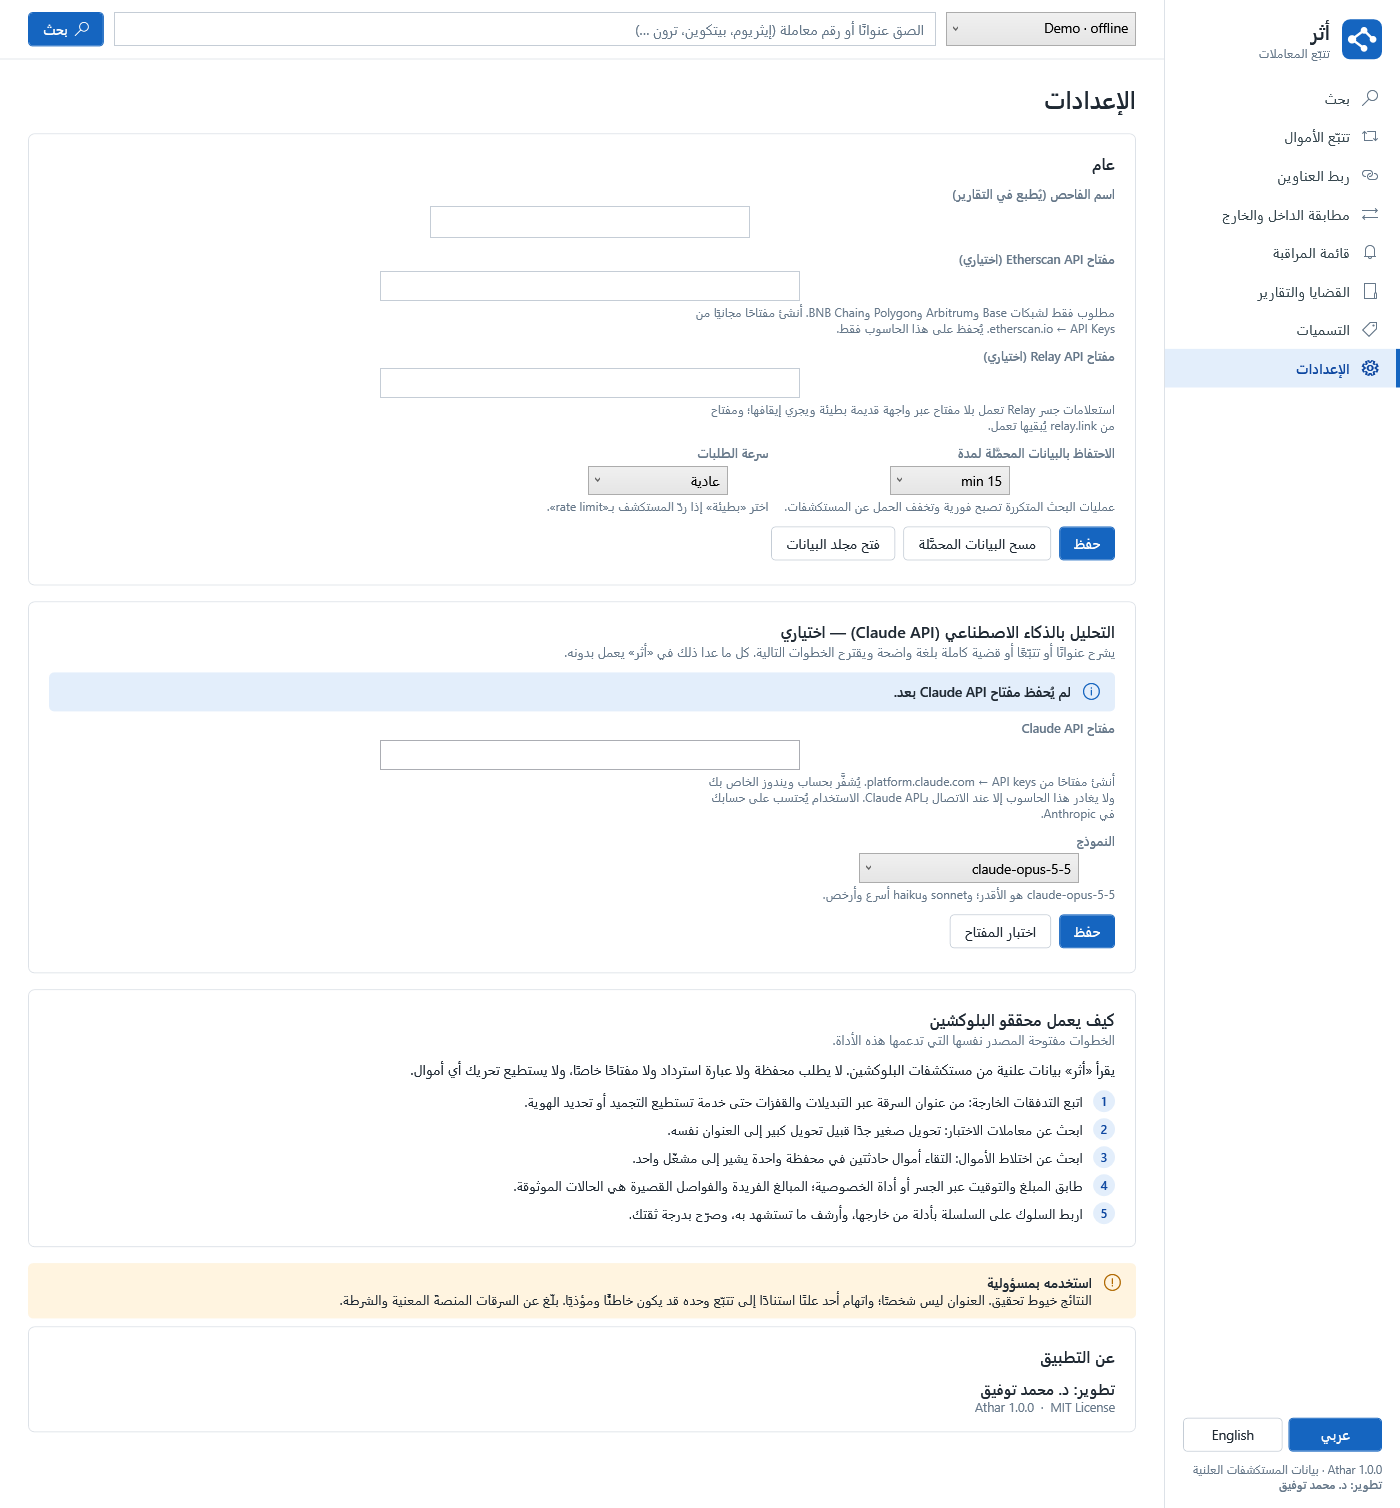 أثر
تتبّع المعاملات
بحث
تتبّع الأموال
ربط العناوين
مطابقة الداخل والخارج
قائمة المراقبة
القضايا والتقارير
التسميات
الإعدادات
Demo · offline
الصق عنوانًا أو رقم معاملة (إيثريوم، بيتكوين، ترون ...)
بحث
الإعدادات
عام
اسم الفاحص (يُطبع في التقارير)
مفتاح Etherscan API (اختياري)
مطلوب فقط لشبكات Base وArbitrum وPolygon وBNB Chain. أنشئ مفتاحًا مجانيًا من
etherscan.io ← API Keys. يُحفظ على هذا الحاسوب فقط.
مفتاح Relay API (اختياري)
استعلامات جسر Relay تعمل بلا مفتاح عبر واجهة قديمة بطيئة ويجري إيقافها؛ ومفتاح
من relay.link يُبقيها تعمل.
الاحتفاظ بالبيانات المحمَّلة لمدة
15 min
عمليات البحث المتكررة تصبح فورية وتخفف الحمل عن المستكشفات.
سرعة الطلبات
عادية
اختر «بطيئة» إذا ردّ المستكشف بـ«rate limit».
حفظ
مسح البيانات المحمَّلة
فتح مجلد البيانات
التحليل بالذكاء الاصطناعي (Claude API) — اختياري
يشرح عنوانًا أو تتبّعًا أو قضية كاملة بلغة واضحة ويقترح الخطوات التالية. كل ما عدا ذلك في «أثر» يعمل بدونه.
لم يُحفظ مفتاح Claude API بعد.
مفتاح Claude API
أنشئ مفتاحًا من platform.claude.com ← API keys. يُشفَّر بحساب ويندوز الخاص بك
ولا يغادر هذا الحاسوب إلا عند الاتصال بـClaude API. الاستخدام يُحتسب على حسابك
في Anthropic.
النموذج
claude-opus-5-5
claude-opus-5-5 هو الأقدر؛ وsonnet وhaiku أسرع وأرخص.
حفظ
اختبار المفتاح
كيف يعمل محققو البلوكشين
الخطوات مفتوحة المصدر نفسها التي تدعمها هذه الأداة.
يقرأ «أثر» بيانات علنية من مستكشفات البلوكشين. لا يطلب محفظة ولا عبارة استرداد ولا مفتاحًا خاصًا، ولا يستطيع تحريك أي أموال.
1 اتبع التدفقات الخارجة: من عنوان السرقة عبر التبديلات والقفزات حتى خدمة تستطيع التجميد أو تحديد الهوية.
2 ابحث عن معاملات الاختبار: تحويل صغير جدًا قبيل تحويل كبير إلى العنوان نفسه.
3 ابحث عن اختلاط الأموال: التقاء أموال حادثتين في محفظة واحدة يشير إلى مشغّل واحد.
4 طابق المبلغ والتوقيت عبر الجسر أو أداة الخصوصية؛ المبالغ الفريدة والفواصل القصيرة هي الحالات الموثوقة.
5 اربط السلوك على السلسلة بأدلة من خارجها، وأرشف ما تستشهد به، وصرّح بدرجة ثقتك.
استخدمه بمسؤولية
النتائج خيوط تحقيق. العنوان ليس شخصًا؛ واتهام أحد علنًا استنادًا إلى تتبّع وحده قد يكون خاطئًا ومؤذيًا. بلّغ عن السرقات المنصةَ المعنية والشرطة.
عن التطبيق
تطوير: د. محمد توفيق
Athar 1.0.0 · MIT License
عربي
English
Athar 1.0.0 · بيانات المستكشفات العلنية
تطوير: د. محمد توفيق